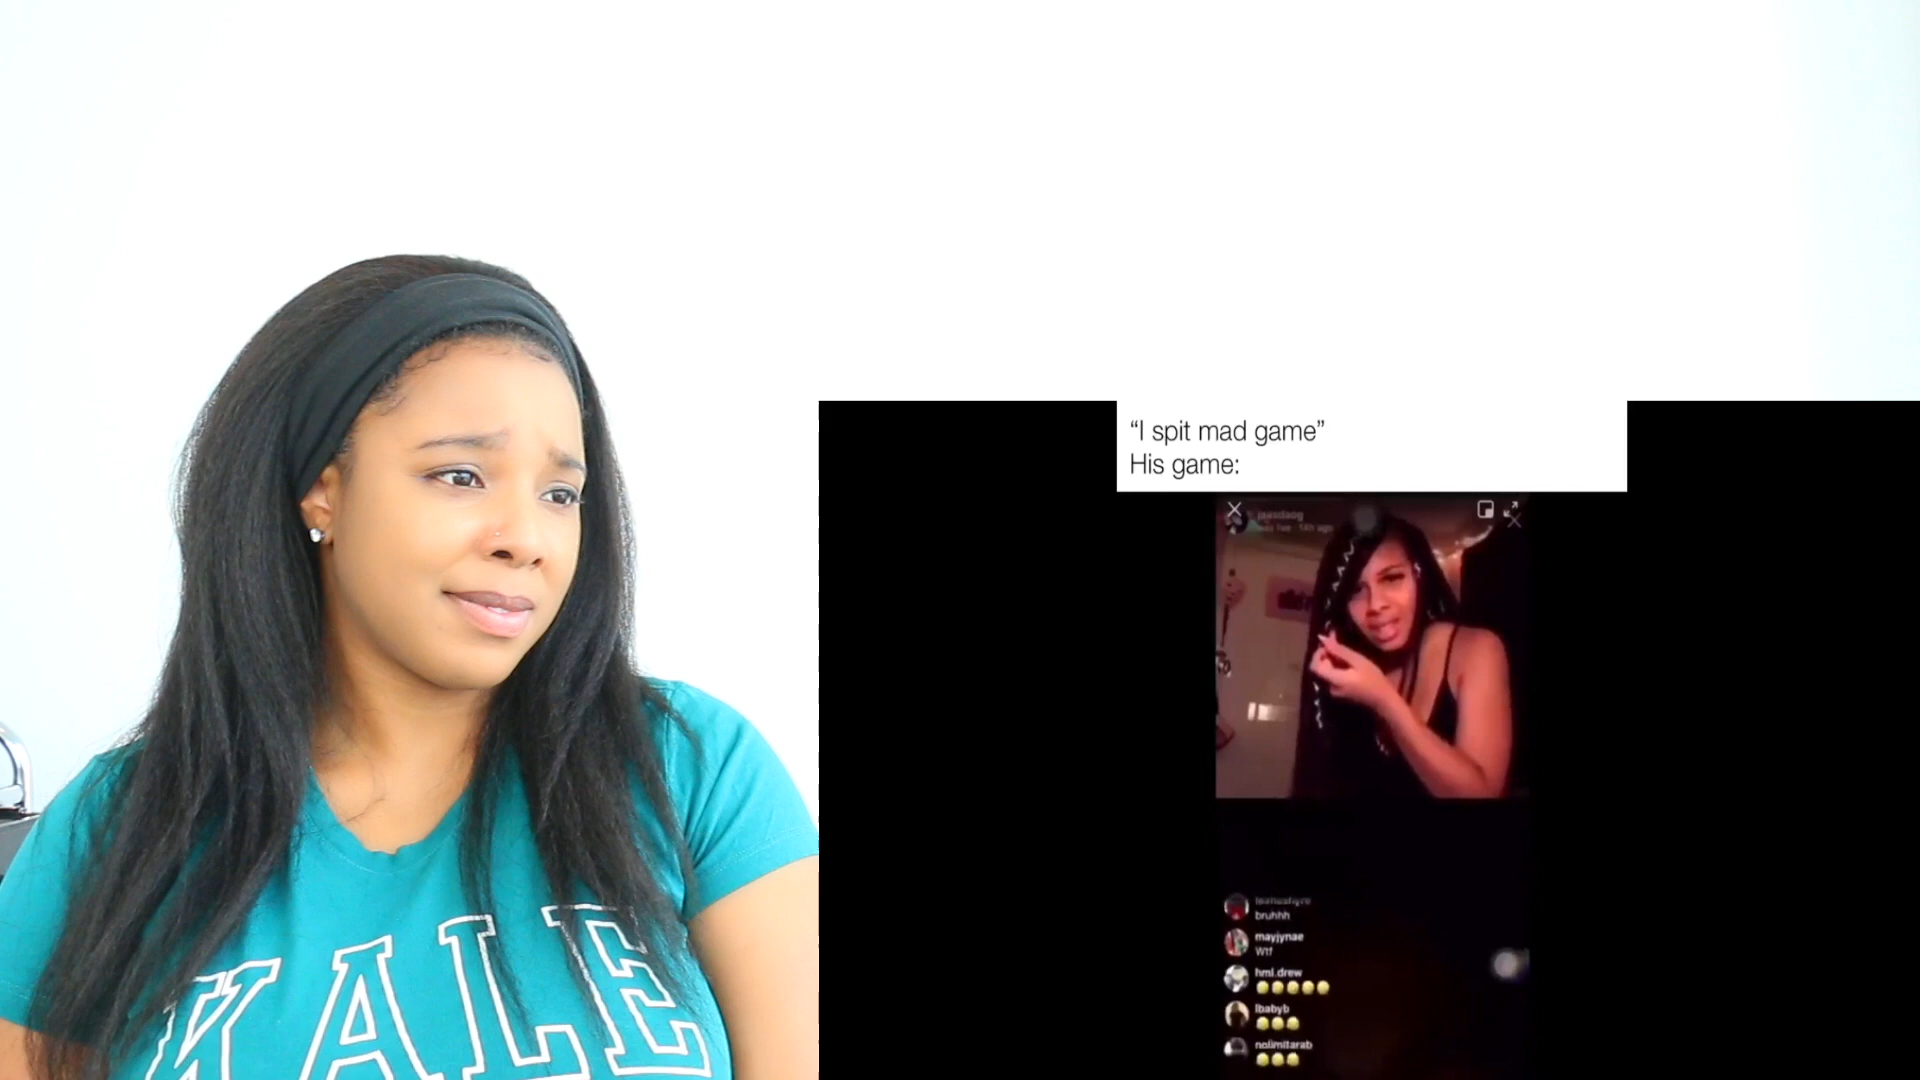 “I spit mad game”
His game:
bruhhh
mayjynae
Wtf
hml.drew
lbabyb
nolimitarab
KALE